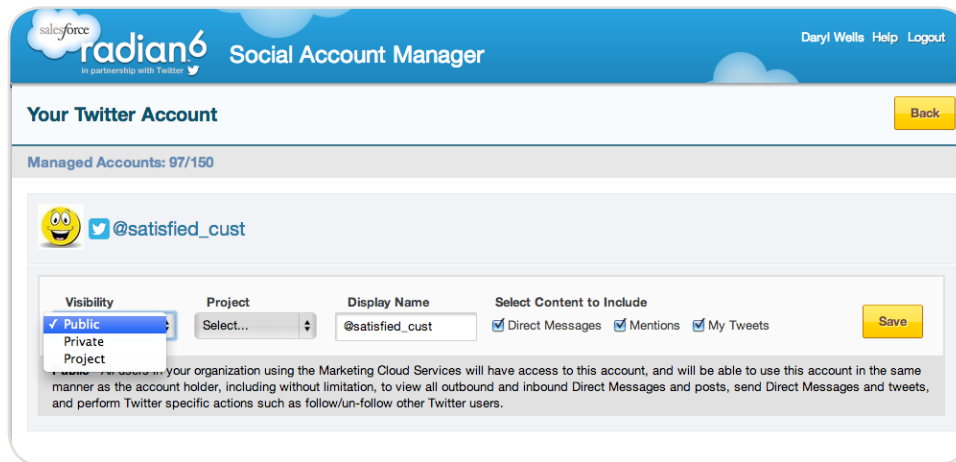 salesforce
radian6
in partnership with Twitter
Social Account Manager
Daryl Wells Help Logout
Your Twitter Account
Back
Managed Accounts: 97/150
@satisfied_cust
Visibility Project Display Name Select Content to Include
✓ Public
Private
Project
Select...
@satisfied_cust
Direct Messages Mentions My Tweets
Save
Public - All users in your organization using the Marketing Cloud Services will have access to this account, and will be able to use this account in the same
manner as the account holder, including without limitation, to view all outbound and inbound Direct Messages and posts, send Direct Messages and tweets,
and perform Twitter specific actions such as follow/un-follow other Twitter users.